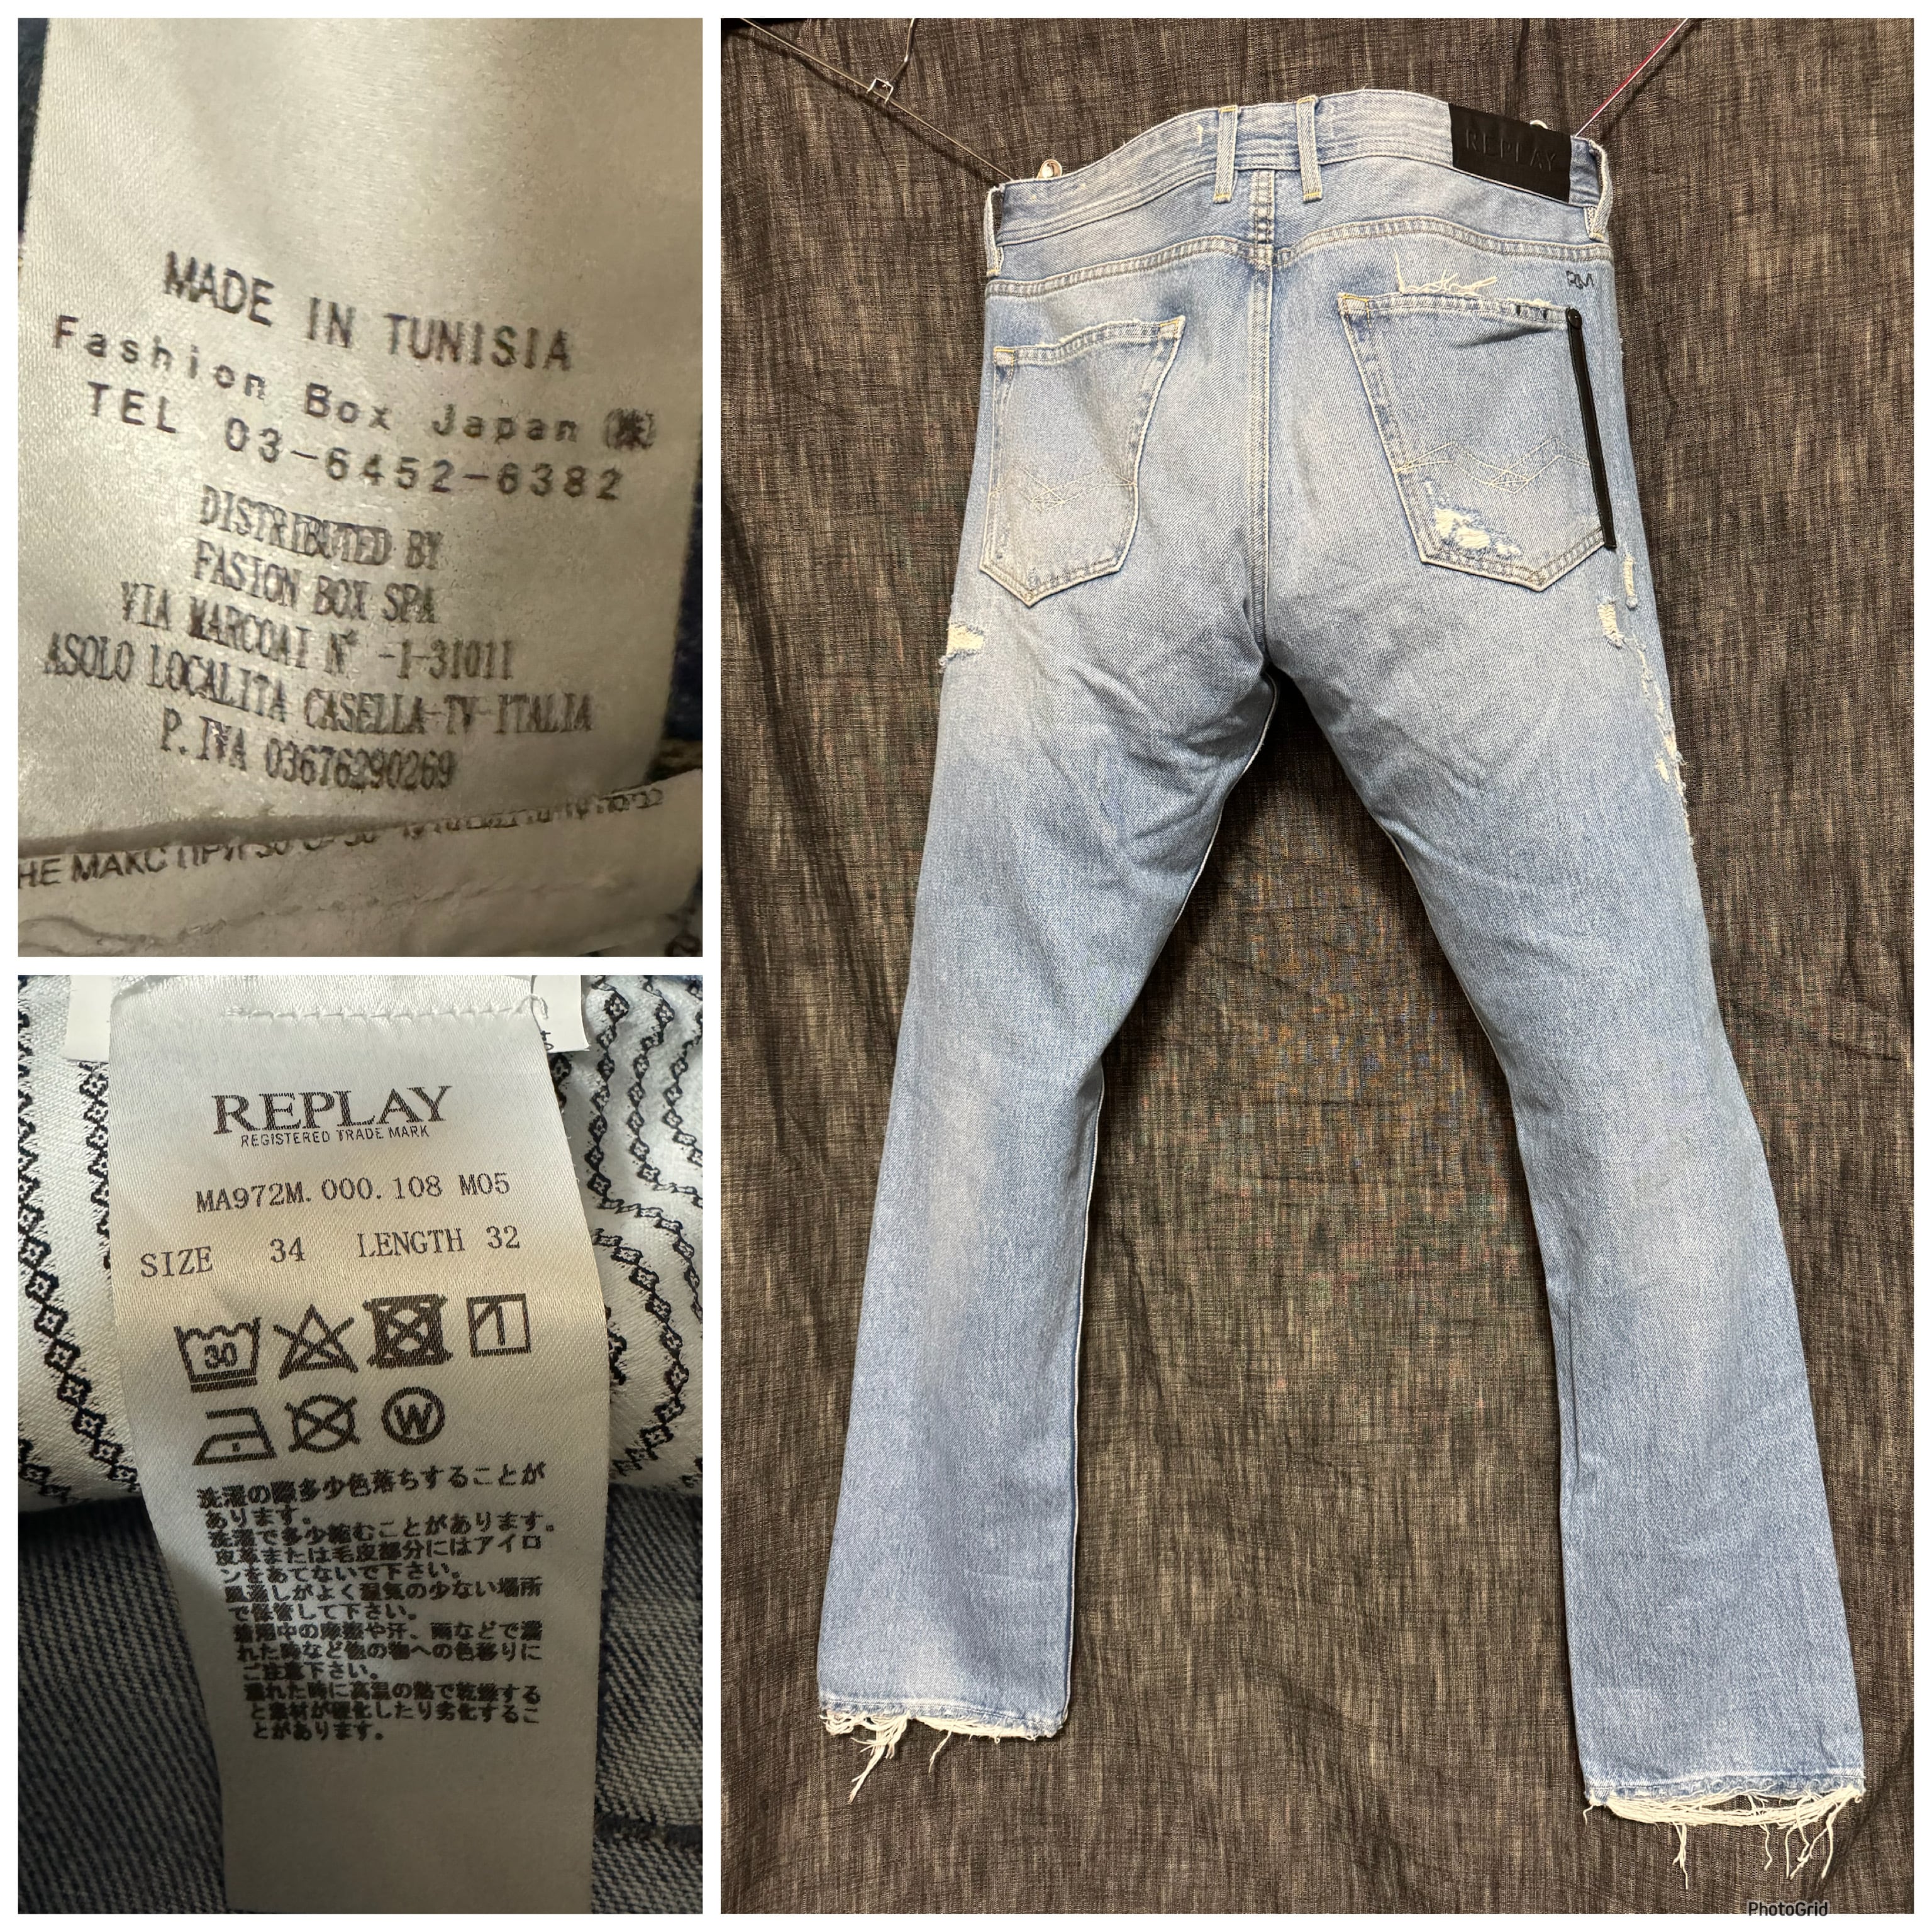 MADE IN TUNISIA
Fashion Box Japan (株)
TEL 03-6452-6382
DISTRIBUTED BY
FASION BOX SPA
VIA MARCOAI N° -1-31011
ASOLO LOCALITA CASELLA-TV-ITALIA
P.IVA 03676290269
НЕ МАКС ПРИ
REPLAY
REGISTERED TRADE MARK
MA972M.000.108 M05
SIZE 34 LENGTH 32
30
W
洗濯の際多少色落ちすることが
あります。
洗濯で多少縮むことがあります。
皮革または毛皮部分にはアイロ
ンをあてないで下さい。
風通しがよく湿気の少ない場所
で保管して下さい。
着用中の摩擦や汗、雨などで濡
れた時など他の物への色移りに
ご注意下さい。
濡れた時に高温の熱で乾燥する
と素材が硬化したり劣化するこ
とがあります。
REPLAY
PhotoGrid